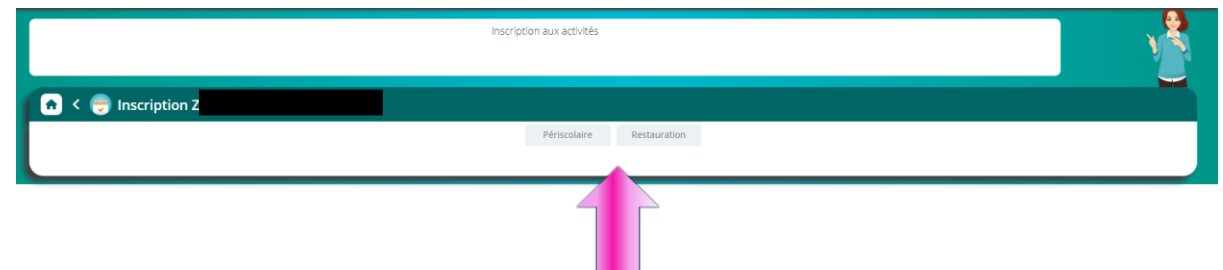 Inscription aux activités
Inscription Z
Périscolaire Restauration